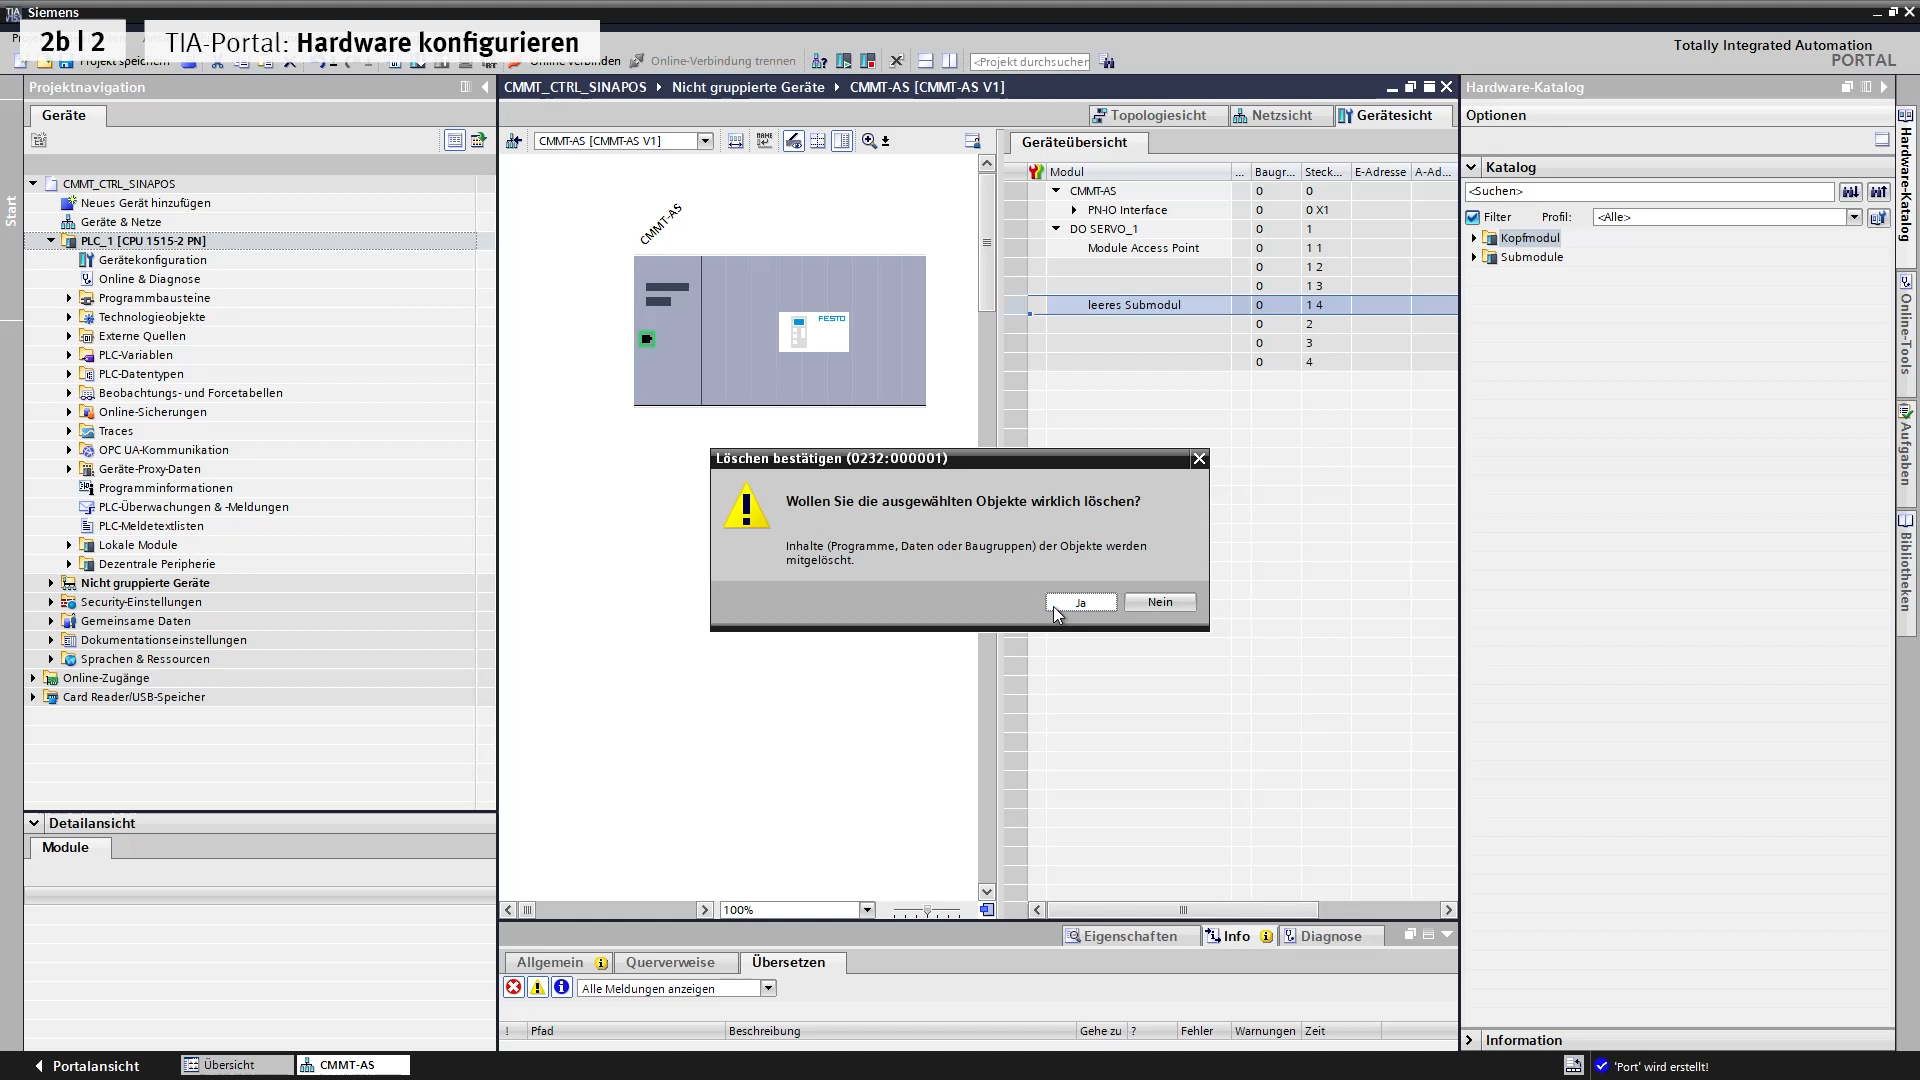 Siemens
2b | 2
TIA-Portal: Hardware konfigurieren
Projekt speichern
Online verbinden
Online-Verbindung trennen
<Projekt durchsuchen
Totally Integrated Automation
PORTAL
Projektnavigation
CMMT_CTRL_SINAPOS
Nicht gruppierte Geräte
CMMT-AS [CMMT-AS V1]
Hardware-Katalog
Geräte
Topologiesicht
Netzsicht
Gerätesicht
Optionen
CMMT-AS [CMMT-AS V1]
Geräteübersicht
Start
CMMT_CTRL_SINAPOS
Neues Gerät hinzufügen
Geräte & Netze
PLC_1 [CPU 1515-2 PN]
Gerätekonfiguration
Online & Diagnose
Programmbausteine
Technologieobjekte
Externe Quellen
PLC-Variablen
PLC-Datentypen
Beobachtungs- und Forcetabellen
Online-Sicherungen
Traces
OPC UA-Kommunikation
Geräte-Proxy-Daten
Programminformationen
PLC-Überwachungen & -Meldungen
PLC-Meldetextlisten
Lokale Module
Dezentrale Peripherie
Nicht gruppierte Geräte
Security-Einstellungen
Gemeinsame Daten
Dokumentationseinstellungen
Sprachen & Ressourcen
Online-Zugänge
Card Reader/USB-Speicher
Detailansicht
Module
CMMT-AS
FESTO
Modul ... Baugr... Steck... E-Adresse A-Ad...
CMMT-AS 0 0
PN-IO Interface 0 0 X1
DO SERVO_1 0 1
Module Access Point 0 1 1
0 1 2
0 1 3
leeres Submodul 0 1 4
0 2
0 3
0 4
Löschen bestätigen (0232:000001)
Wollen Sie die ausgewählten Objekte wirklich löschen?
Inhalte (Programme, Daten oder Baugruppen) der Objekte werden
mitgelöscht.
Ja
Nein
100%
Eigenschaften
Info
Diagnose
Allgemein
Querverweise
Übersetzen
Alle Meldungen anzeigen
! Pfad Beschreibung Gehe zu ? Fehler Warnungen Zeit
Katalog
<Suchen>
Filter
Profil:
<Alle>
Kopfmodul
Submodule
Information
Hardware-Katalog
Online-Tools
Aufgaben
Bibliotheken
Portalansicht
Übersicht
CMMT-AS
'Port' wird erstellt!